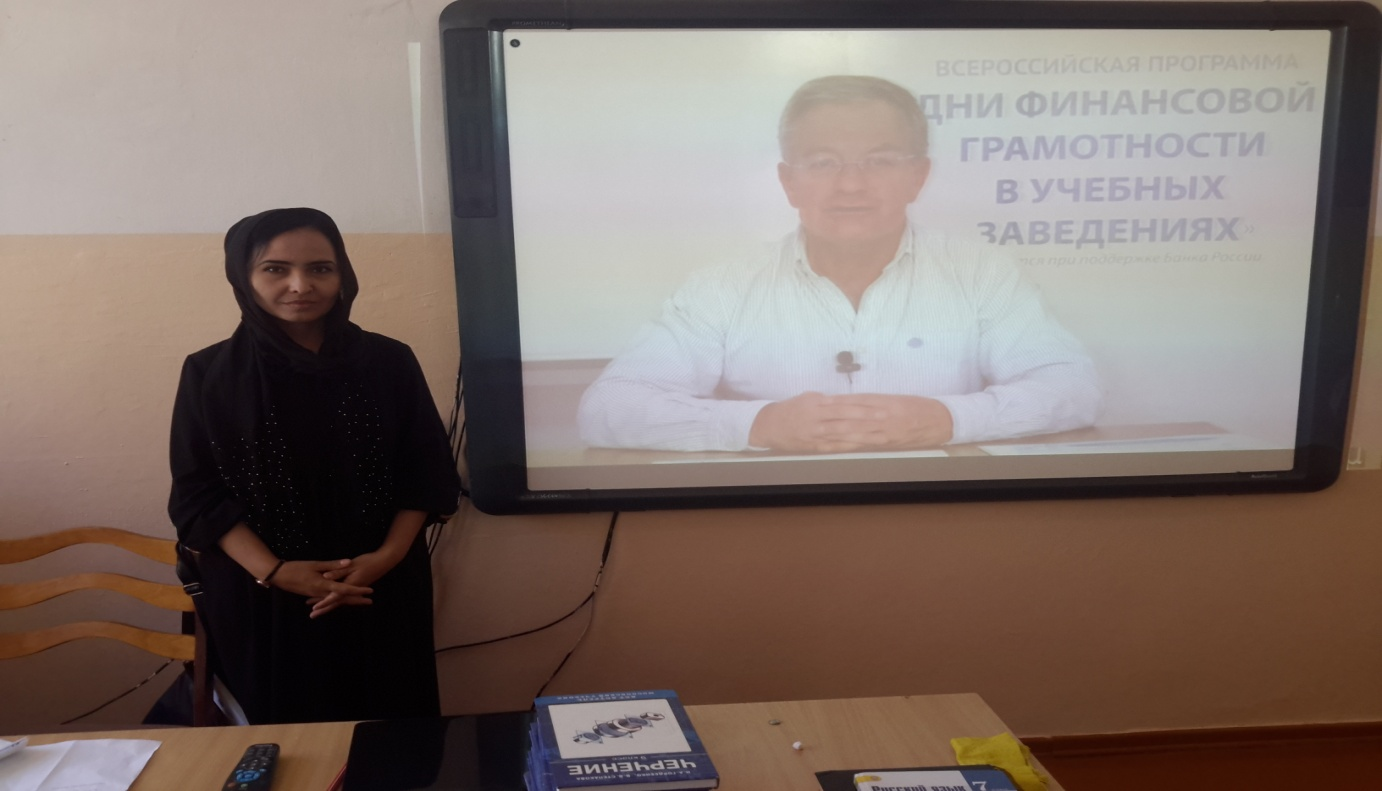 ВСЕРОССИЙСКАЯ ПРОГРАММА
ДНИ ФИНАНСОВОЙ
ГРАМОТНОСТИ
В УЧЕБНЫХ
ЗАВЕДЕНИЯХ»
при поддержке Банка России
ЧЕРЧЕНИЕ
Русский язык
7